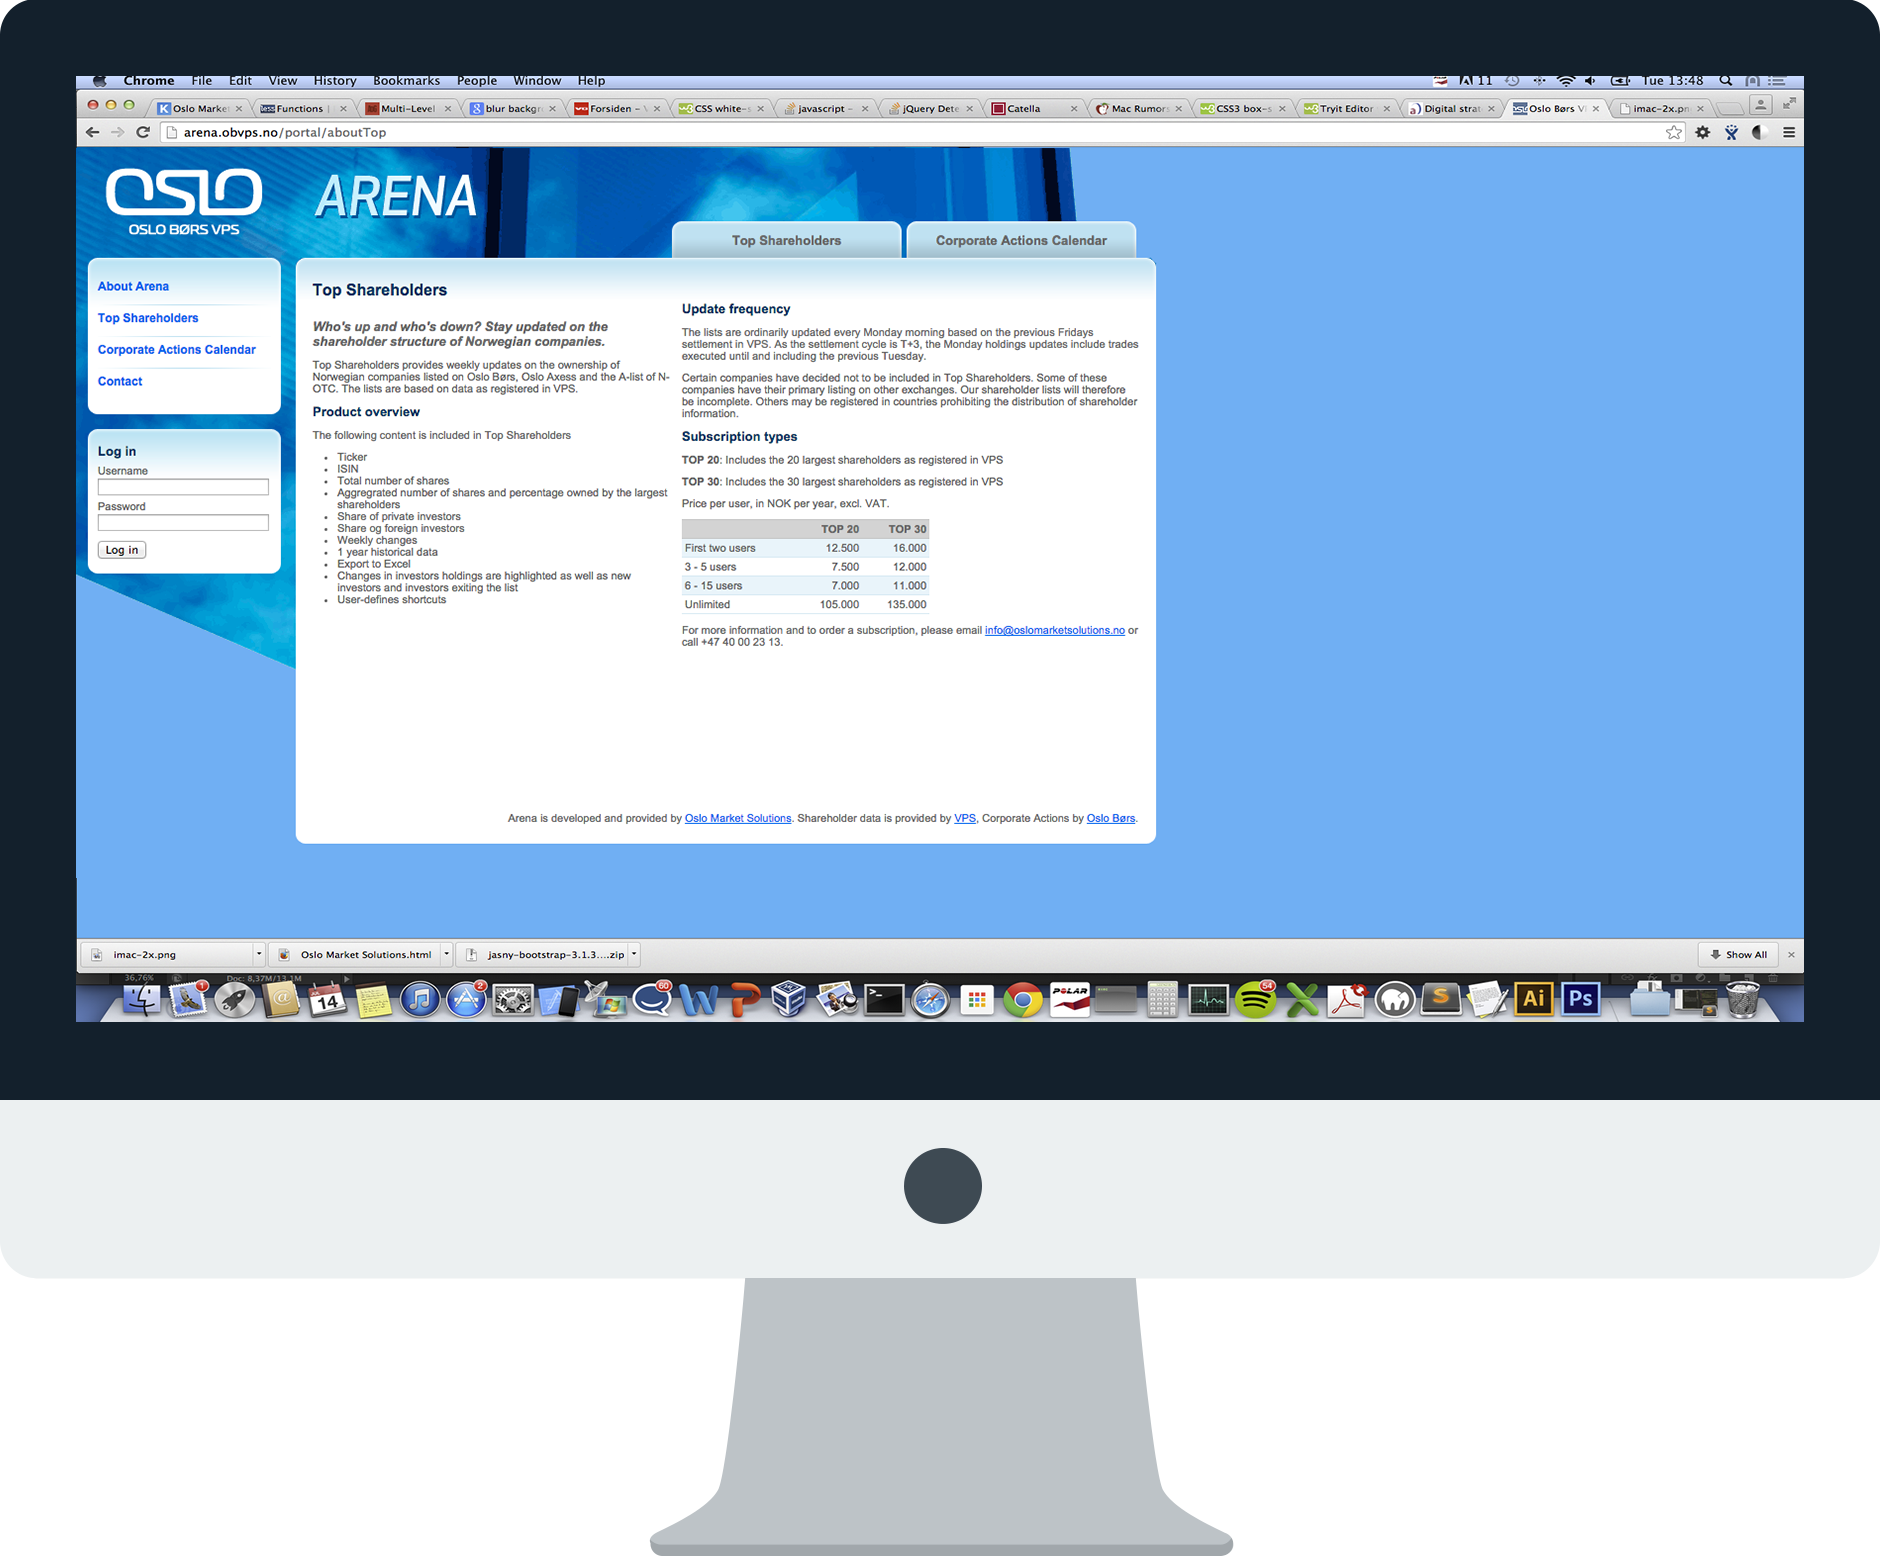 Chrome File Edit View History Bookmarks People Window Help
11 Tue 13:48
Oslo Market Functions | Multi-Level blur backgr Forsiden – CSS white-s javascript – jQuery Dete Catella Mac Rumors CSS3 box-s Tryit Editor Digital strat Oslo Børs V imac-2x.pn
arena.obvps.no/portal/aboutTop
OSLO
OSLO BØRS VPS
ARENA
Top Shareholders Corporate Actions Calendar
About Arena
Top Shareholders
Corporate Actions Calendar
Contact
Log in
Username
Password
Log in
Top Shareholders
Who's up and who's down? Stay updated on the
shareholder structure of Norwegian companies.
Top Shareholders provides weekly updates on the ownership of
Norwegian companies listed on Oslo Børs, Oslo Axess and the A-list of N-
OTC. The lists are based on data as registered in VPS.
Product overview
The following content is included in Top Shareholders
• Ticker
• ISIN
• Total number of shares
• Aggregrated number of shares and percentage owned by the largest
shareholders
• Share of private investors
• Share og foreign investors
• Weekly changes
• 1 year historical data
• Export to Excel
• Changes in investors holdings are highlighted as well as new
investors and investors exiting the list
• User-defines shortcuts
Update frequency
The lists are ordinarily updated every Monday morning based on the previous Fridays
settlement in VPS. As the settlement cycle is T+3, the Monday holdings updates include trades
executed until and including the previous Tuesday.
Certain companies have decided not to be included in Top Shareholders. Some of these
companies have their primary listing on other exchanges. Our shareholder lists will therefore
be incomplete. Others may be registered in countries prohibiting the distribution of shareholder
information.
Subscription types
TOP 20: Includes the 20 largest shareholders as registered in VPS
TOP 30: Includes the 30 largest shareholders as registered in VPS
Price per user, in NOK per year, excl. VAT.
TOP 20 TOP 30
First two users 12.500 16.000
3 - 5 users 7.500 12.000
6 - 15 users 7.000 11.000
Unlimited 105.000 135.000
For more information and to order a subscription, please email info@oslomarketsolutions.no or
call +47 40 00 23 13.
Arena is developed and provided by Oslo Market Solutions. Shareholder data is provided by VPS, Corporate Actions by Oslo Børs.
imac-2x.png Oslo Market Solutions.html jasny-bootstrap-3.1.3....zip Show All
36,76% Doc: 8,37M/13,1M
1 14 2 60 POLAR 54 S Ai Ps